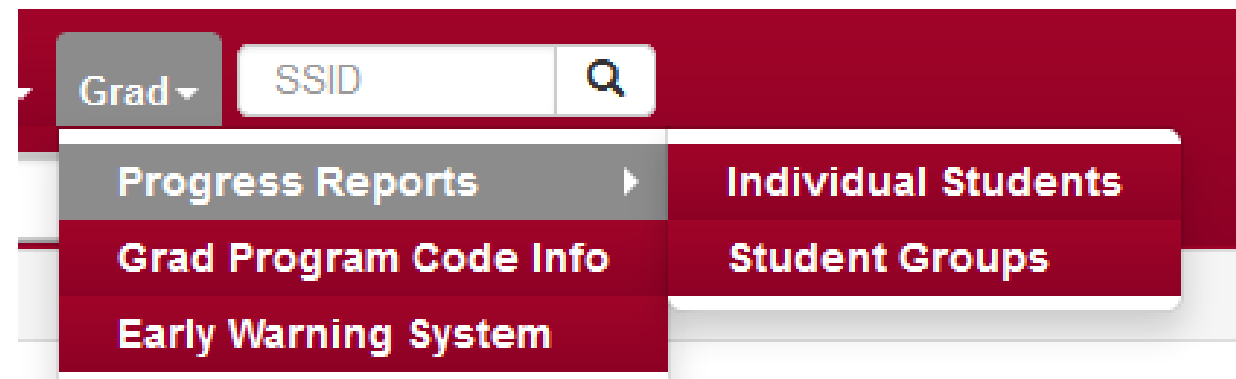 Grad SSID
Progress Reports
Individual Students
Grad Program Code Info
Student Groups
Early Warning System